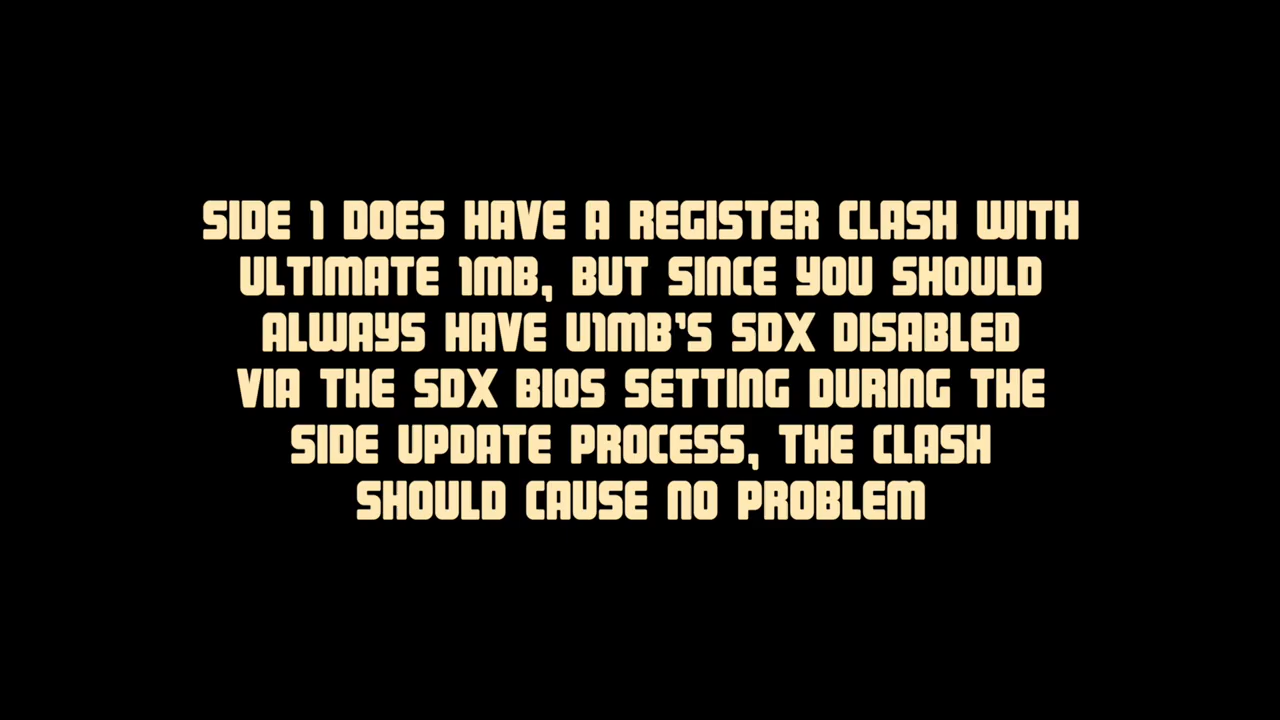 SIDE 1 DOES HAVE A REGISTER CLASH WITH
ULTIMATE 1MB, BUT SINCE YOU SHOULD
ALWAYS HAVE U1MB'S SDX DISABLED
VIA THE SDX BIOS SETTING DURING THE
SIDE UPDATE PROCESS, THE CLASH
SHOULD CAUSE NO PROBLEM